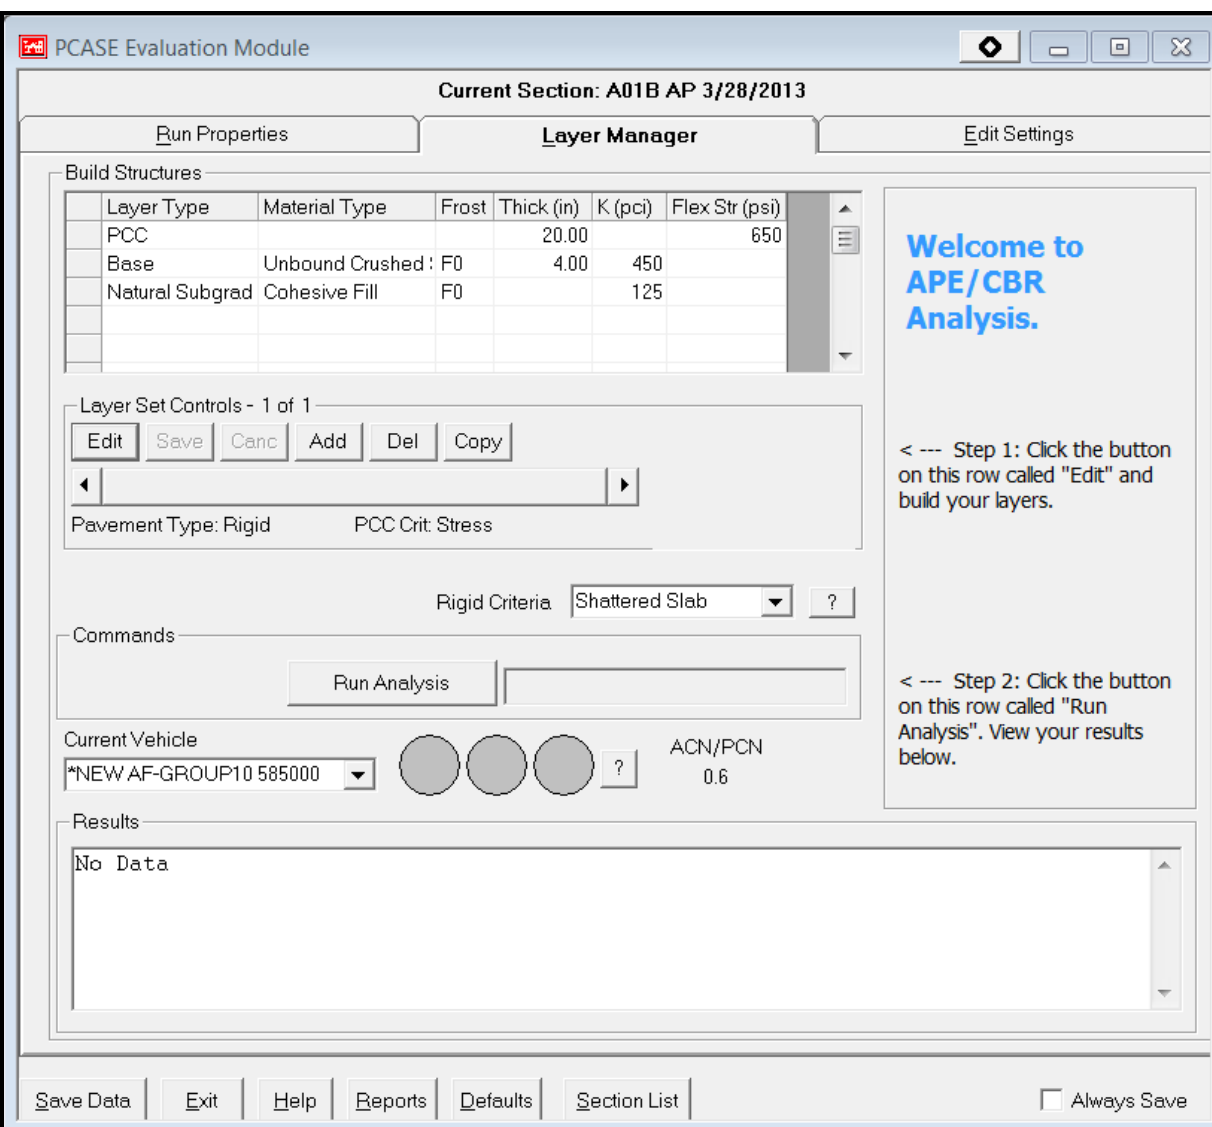 PCASE Evaluation Module
Current Section: A01B AP 3/28/2013
Run Properties
Layer Manager
Edit Settings
Build Structures
Layer Type Material Type Frost Thick (in) K (pci) Flex Str (psi)
PCC 20.00 650
Base Unbound Crushed F0 4.00 450
Natural Subgrad Cohesive Fill F0 125
Welcome to
APE/CBR
Analysis.
Layer Set Controls - 1 of 1
Edit Save Canc Add Del Copy
Pavement Type: Rigid PCC Crit: Stress
< --- Step 1: Click the button
on this row called "Edit" and
build your layers.
Rigid Criteria Shattered Slab ?
Commands
Run Analysis
< --- Step 2: Click the button
on this row called "Run
Analysis". View your results
below.
Current Vehicle
*NEW AF-GROUP10 585000
?
ACN/PCN
0.6
Results
No Data
Save Data Exit Help Reports Defaults Section List Always Save